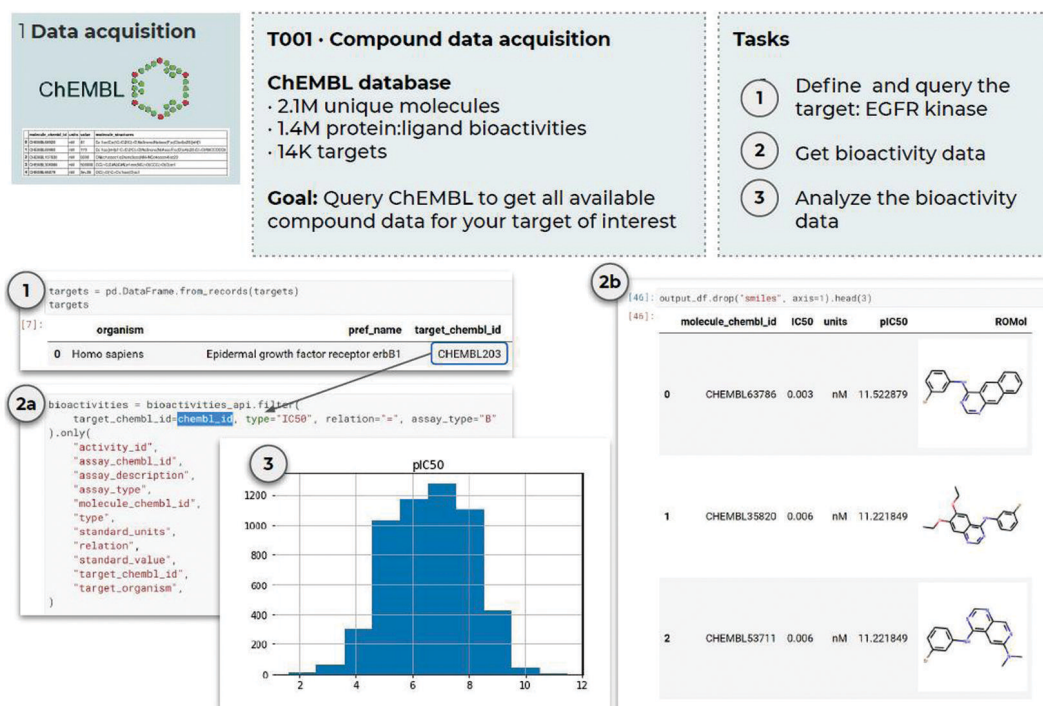 1 Data acquisition
ChEMBL
molecule_chembl_id units value molecule_structures
T001 · Compound data acquisition
ChEMBL database
· 2.1M unique molecules
· 1.4M protein:ligand bioactivities
· 14K targets
Goal: Query ChEMBL to get all available
compound data for your target of interest
Tasks
1 Define and query the
target: EGFR kinase
2 Get bioactivity data
3 Analyze the bioactivity
data
1
targets = pd.DataFrame.from_records(targets)
targets
[7]:
organism pref_name target_chembl_id
0 Homo sapiens Epidermal growth factor receptor erbB1 CHEMBL203
2a
bioactivities = bioactivities_api.filter(
target_chembl_id=chembl_id, type="IC50", relation="=", assay_type="B"
).only(
"activity_id",
"assay_chembl_id",
"assay_description",
"assay_type",
"molecule_chembl_id",
"type",
"standard_units",
"relation",
"standard_value",
"target_chembl_id",
"target_organism",
)
3
pIC50
1200
1000
800
600
400
200
0
2 4 6 8 10 12
2b
[46]: output_df.drop("smiles", axis=1).head(3)
[46]:
molecule_chembl_id IC50 units pIC50 ROMol
0 CHEMBL63786 0.003 nM 11.522879
1 CHEMBL35820 0.006 nM 11.221849
2 CHEMBL53711 0.006 nM 11.221849